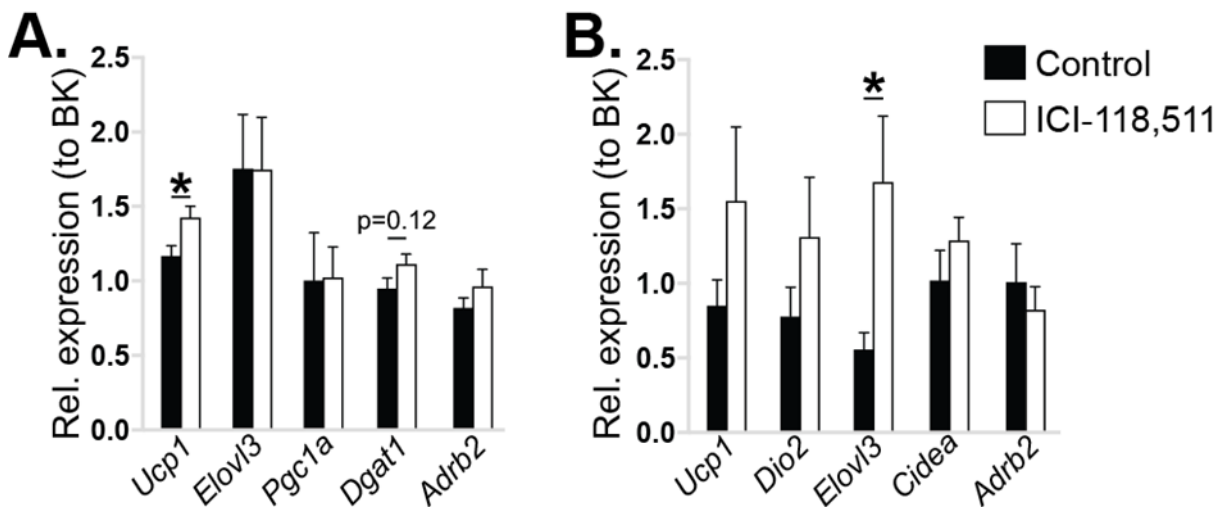 A.
Rel. expression (to BK)
2.5
2.0
1.5
1.0
0.5
0.0
*
p=0.12
Ucp1
Elovl3
Pgc1a
Dgat1
Adrb2
B.
Rel. expression (to BK)
2.5
2.0
1.5
1.0
0.5
0.0
*
Ucp1
Dio2
Elovl3
Cidea
Adrb2
Control
ICI-118,511